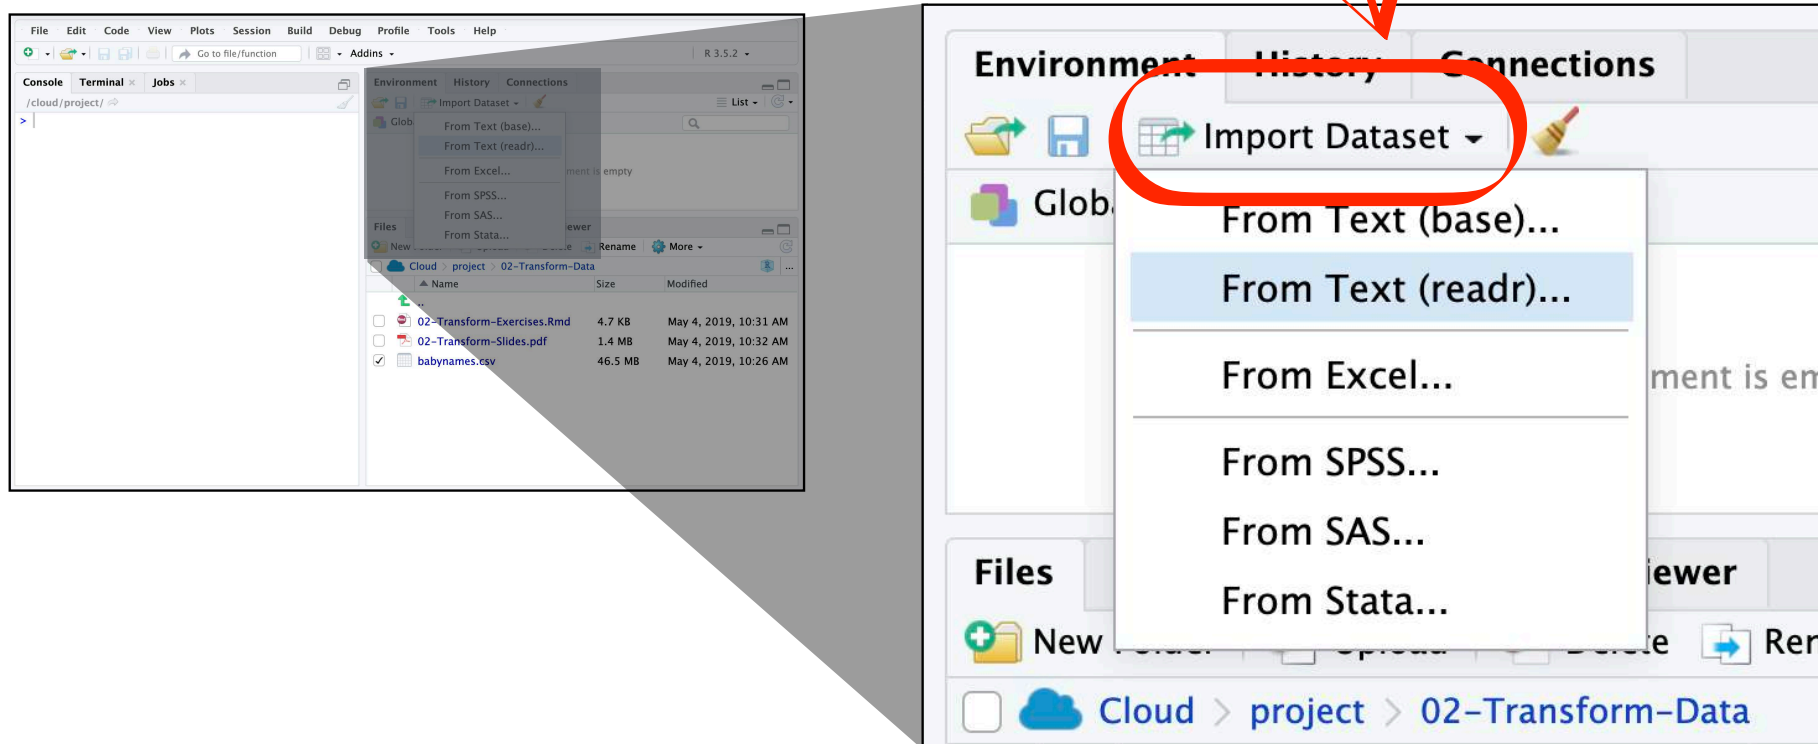 File Edit Code View Plots Session Build Debug Profile Tools Help
Go to file/function Addins R 3.5.2
Console Terminal Jobs
/cloud/project/
>
Environment History Connections
Import Dataset List
Glob
From Text (base)...
From Text (readr)...
From Excel...
ment is empty
From SPSS...
From SAS...
From Stata...
Files ewer
New Rename More
Cloud > project > 02-Transform-Data ...
Name Size Modified
..
02-Transform-Exercises.Rmd 4.7 KB May 4, 2019, 10:31 AM
02-Transform-Slides.pdf 1.4 MB May 4, 2019, 10:32 AM
babynames.csv 46.5 MB May 4, 2019, 10:26 AM
Environment History Connections
Import Dataset
Globa
From Text (base)...
From Text (readr)...
From Excel...
ment is em
From SPSS...
From SAS...
From Stata...
Files iewer
New Folder Upload Delete Ren
Cloud > project > 02-Transform-Data